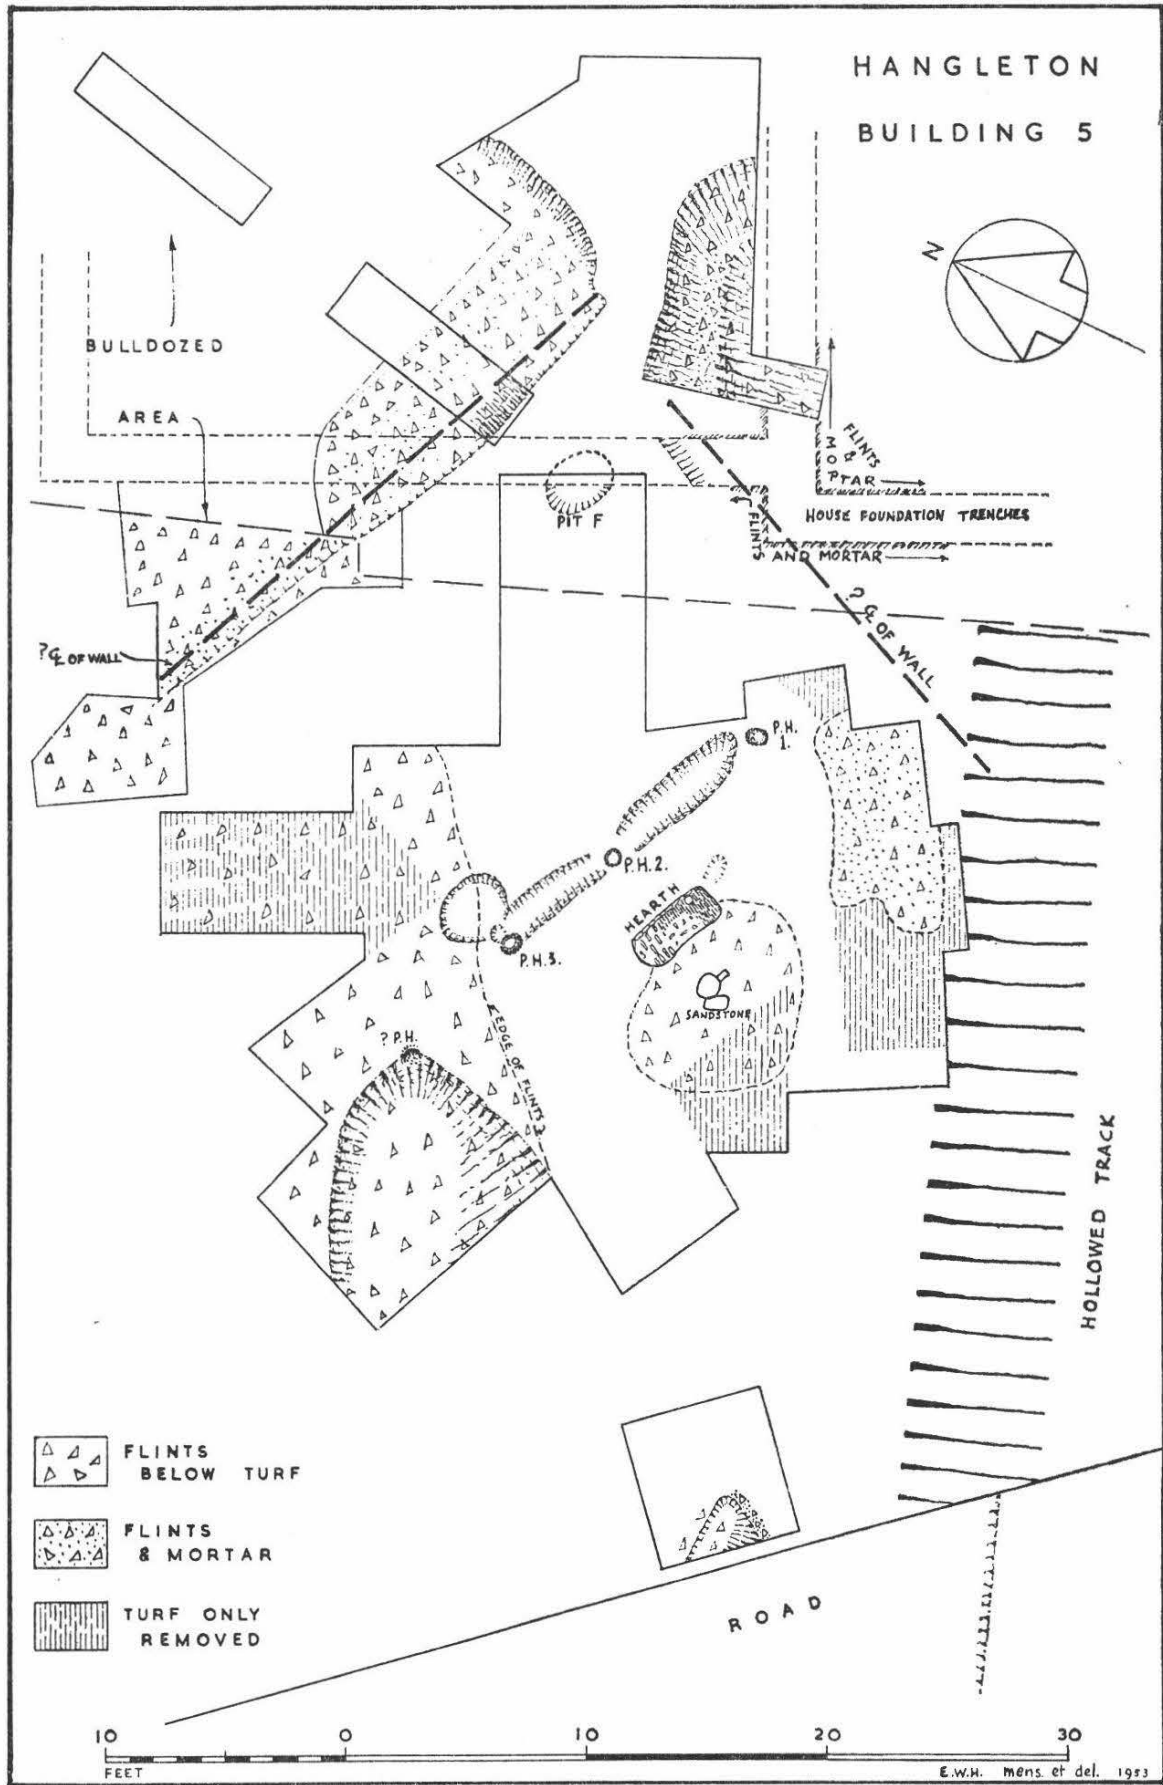 HANGLETON
BUILDING 5
N
BULLDOZED
AREA
FLINTS
&
MORTAR
PIT F
HOUSE FOUNDATION TRENCHES
FLINTS
AND MORTAR
? ℄ OF WALL
? ℄ OF WALL
P.H.
1.
P.H.2.
HEARTH
P.H.3.
SANDSTONE
? P.H.
EDGE OF FLINTS
HOLLOWED TRACK
FLINTS
BELOW TURF
FLINTS
& MORTAR
TURF ONLY
REMOVED
ROAD
10 0 10 20 30
FEET
E.W.H. mens. et del. 1953